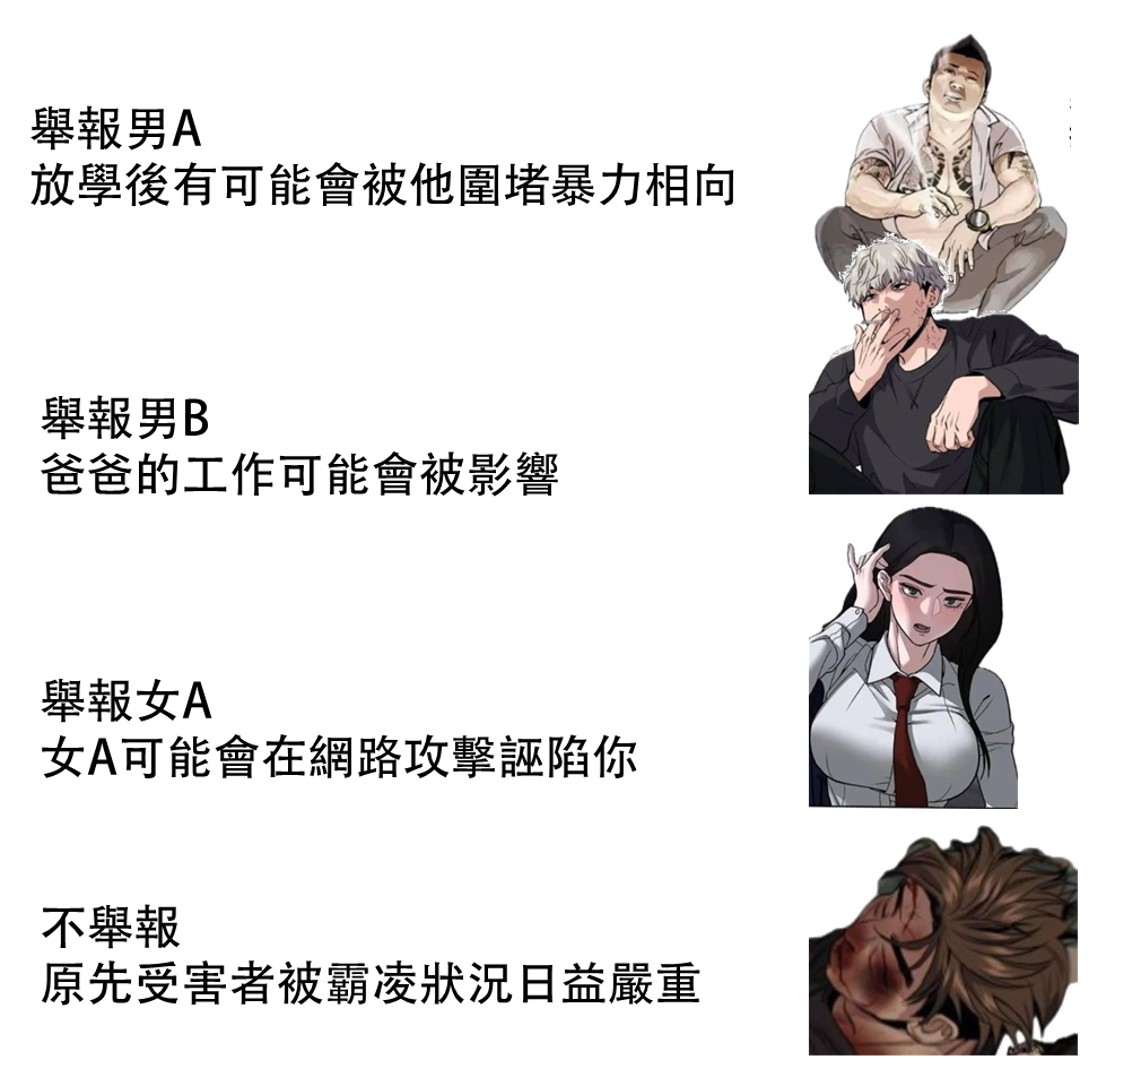 舉報男A
放學後有可能會被他圍堵暴力相向
舉報男B
爸爸的工作可能會被影響
舉報女A
女A可能會在網路攻擊誣陷你
不舉報
原先受害者被霸凌狀況日益嚴重